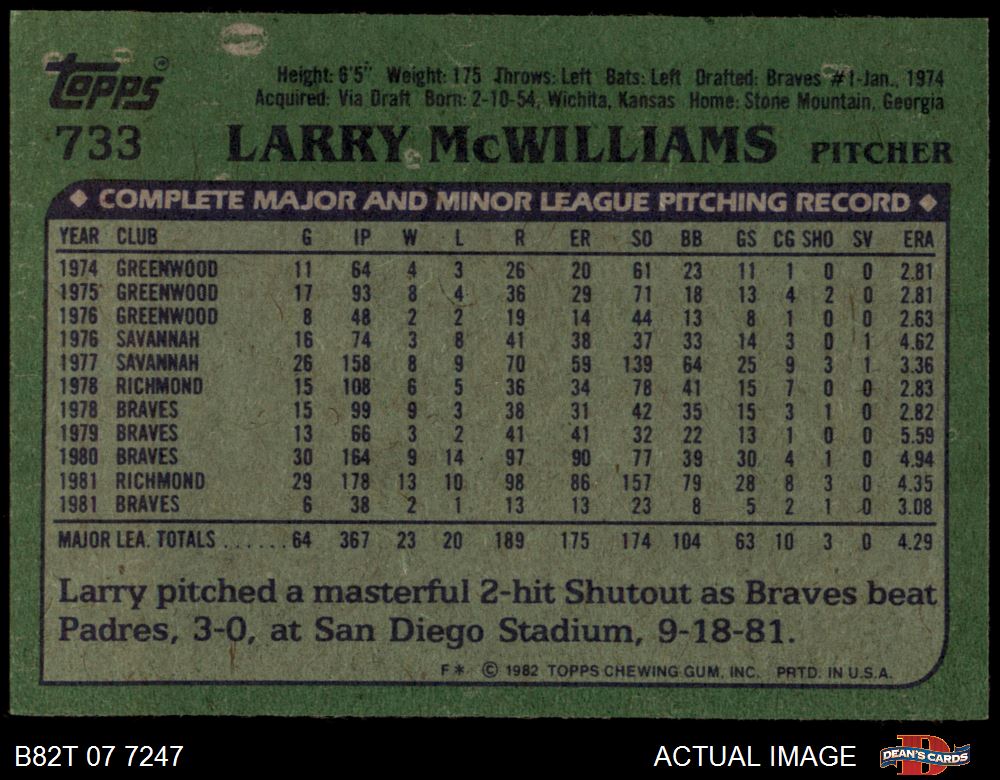 Topps®
Height: 6'5" Weight: 175 Throws: Left Bats: Left Drafted: Braves #1-Jan., 1974
Acquired: Via Draft Born: 2-10-54, Wichita, Kansas Home: Stone Mountain, Georgia
733 LARRY McWILLIAMS PITCHER
◆ COMPLETE MAJOR AND MINOR LEAGUE PITCHING RECORD ◆
YEAR CLUB G IP W L R ER SO BB GS CG SHO SV ERA
1974 GREENWOOD 11 64 4 3 26 20 61 23 11 1 0 0 2.81
1975 GREENWOOD 17 93 8 4 36 29 71 18 13 4 2 0 2.81
1976 GREENWOOD 8 48 2 2 19 14 44 13 8 1 0 0 2.63
1976 SAVANNAH 16 74 3 8 41 38 37 33 14 3 0 1 4.62
1977 SAVANNAH 26 158 8 9 70 59 139 64 25 9 3 1 3.36
1978 RICHMOND 15 108 6 5 36 34 78 41 15 7 0 0 2.83
1978 BRAVES 15 99 9 3 38 31 42 35 15 3 1 0 2.82
1979 BRAVES 13 66 3 2 41 41 32 22 13 1 0 0 5.59
1980 BRAVES 30 164 9 14 97 90 77 39 30 4 1 0 4.94
1981 RICHMOND 29 178 13 10 98 86 157 79 28 8 3 0 4.35
1981 BRAVES 6 38 2 1 13 13 23 8 5 2 1 0 3.08
MAJOR LEA. TOTALS ...... 64 367 23 20 189 175 174 104 63 10 3 0 4.29
Larry pitched a masterful 2-hit Shutout as Braves beat
Padres, 3-0, at San Diego Stadium, 9-18-81.
F* © 1982 TOPPS CHEWING GUM, INC. PRTD. IN U.S.A.
B82T 07 7247 ACTUAL IMAGE DEAN'S CARDS